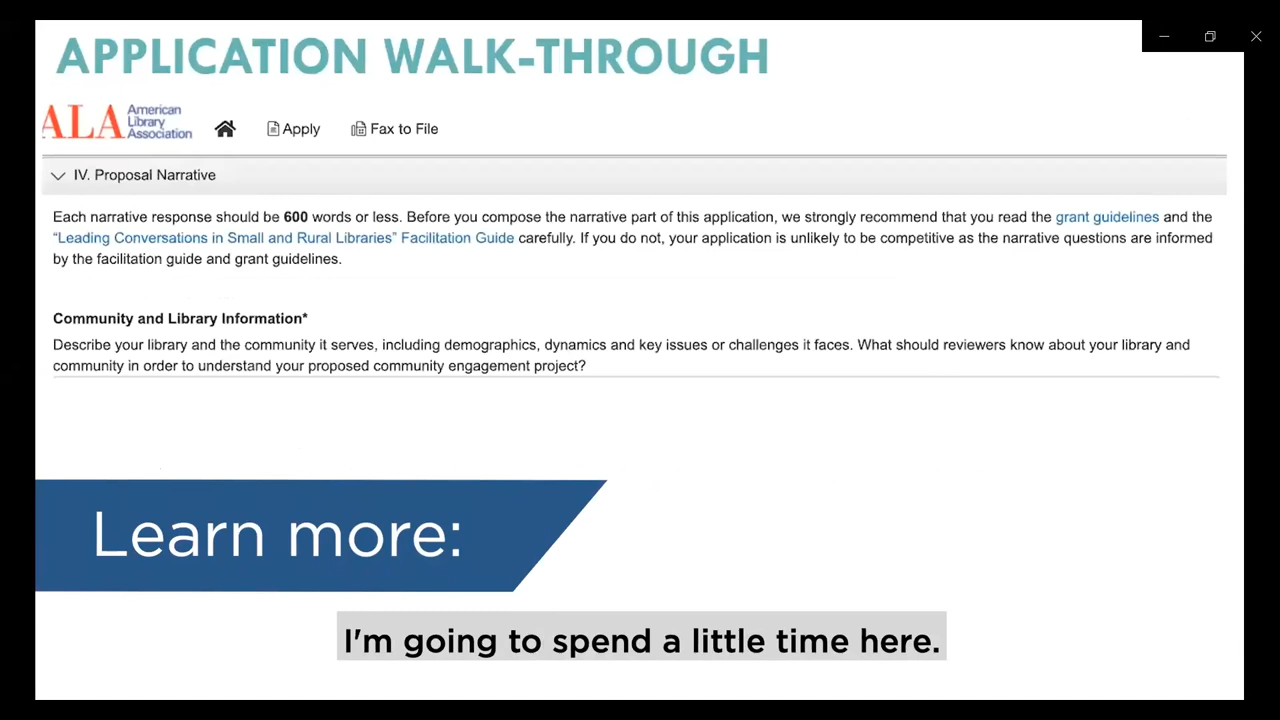 APPLICATION WALK-THROUGH
ALA American
Library
Association
Apply
Fax to File
IV. Proposal Narrative
Each narrative response should be 600 words or less. Before you compose the narrative part of this application, we strongly recommend that you read the grant guidelines and the
“Leading Conversations in Small and Rural Libraries” Facilitation Guide carefully. If you do not, your application is unlikely to be competitive as the narrative questions are informed
by the facilitation guide and grant guidelines.
Community and Library Information*
Describe your library and the community it serves, including demographics, dynamics and key issues or challenges it faces. What should reviewers know about your library and
community in order to understand your proposed community engagement project?
Learn more:
I'm going to spend a little time here.